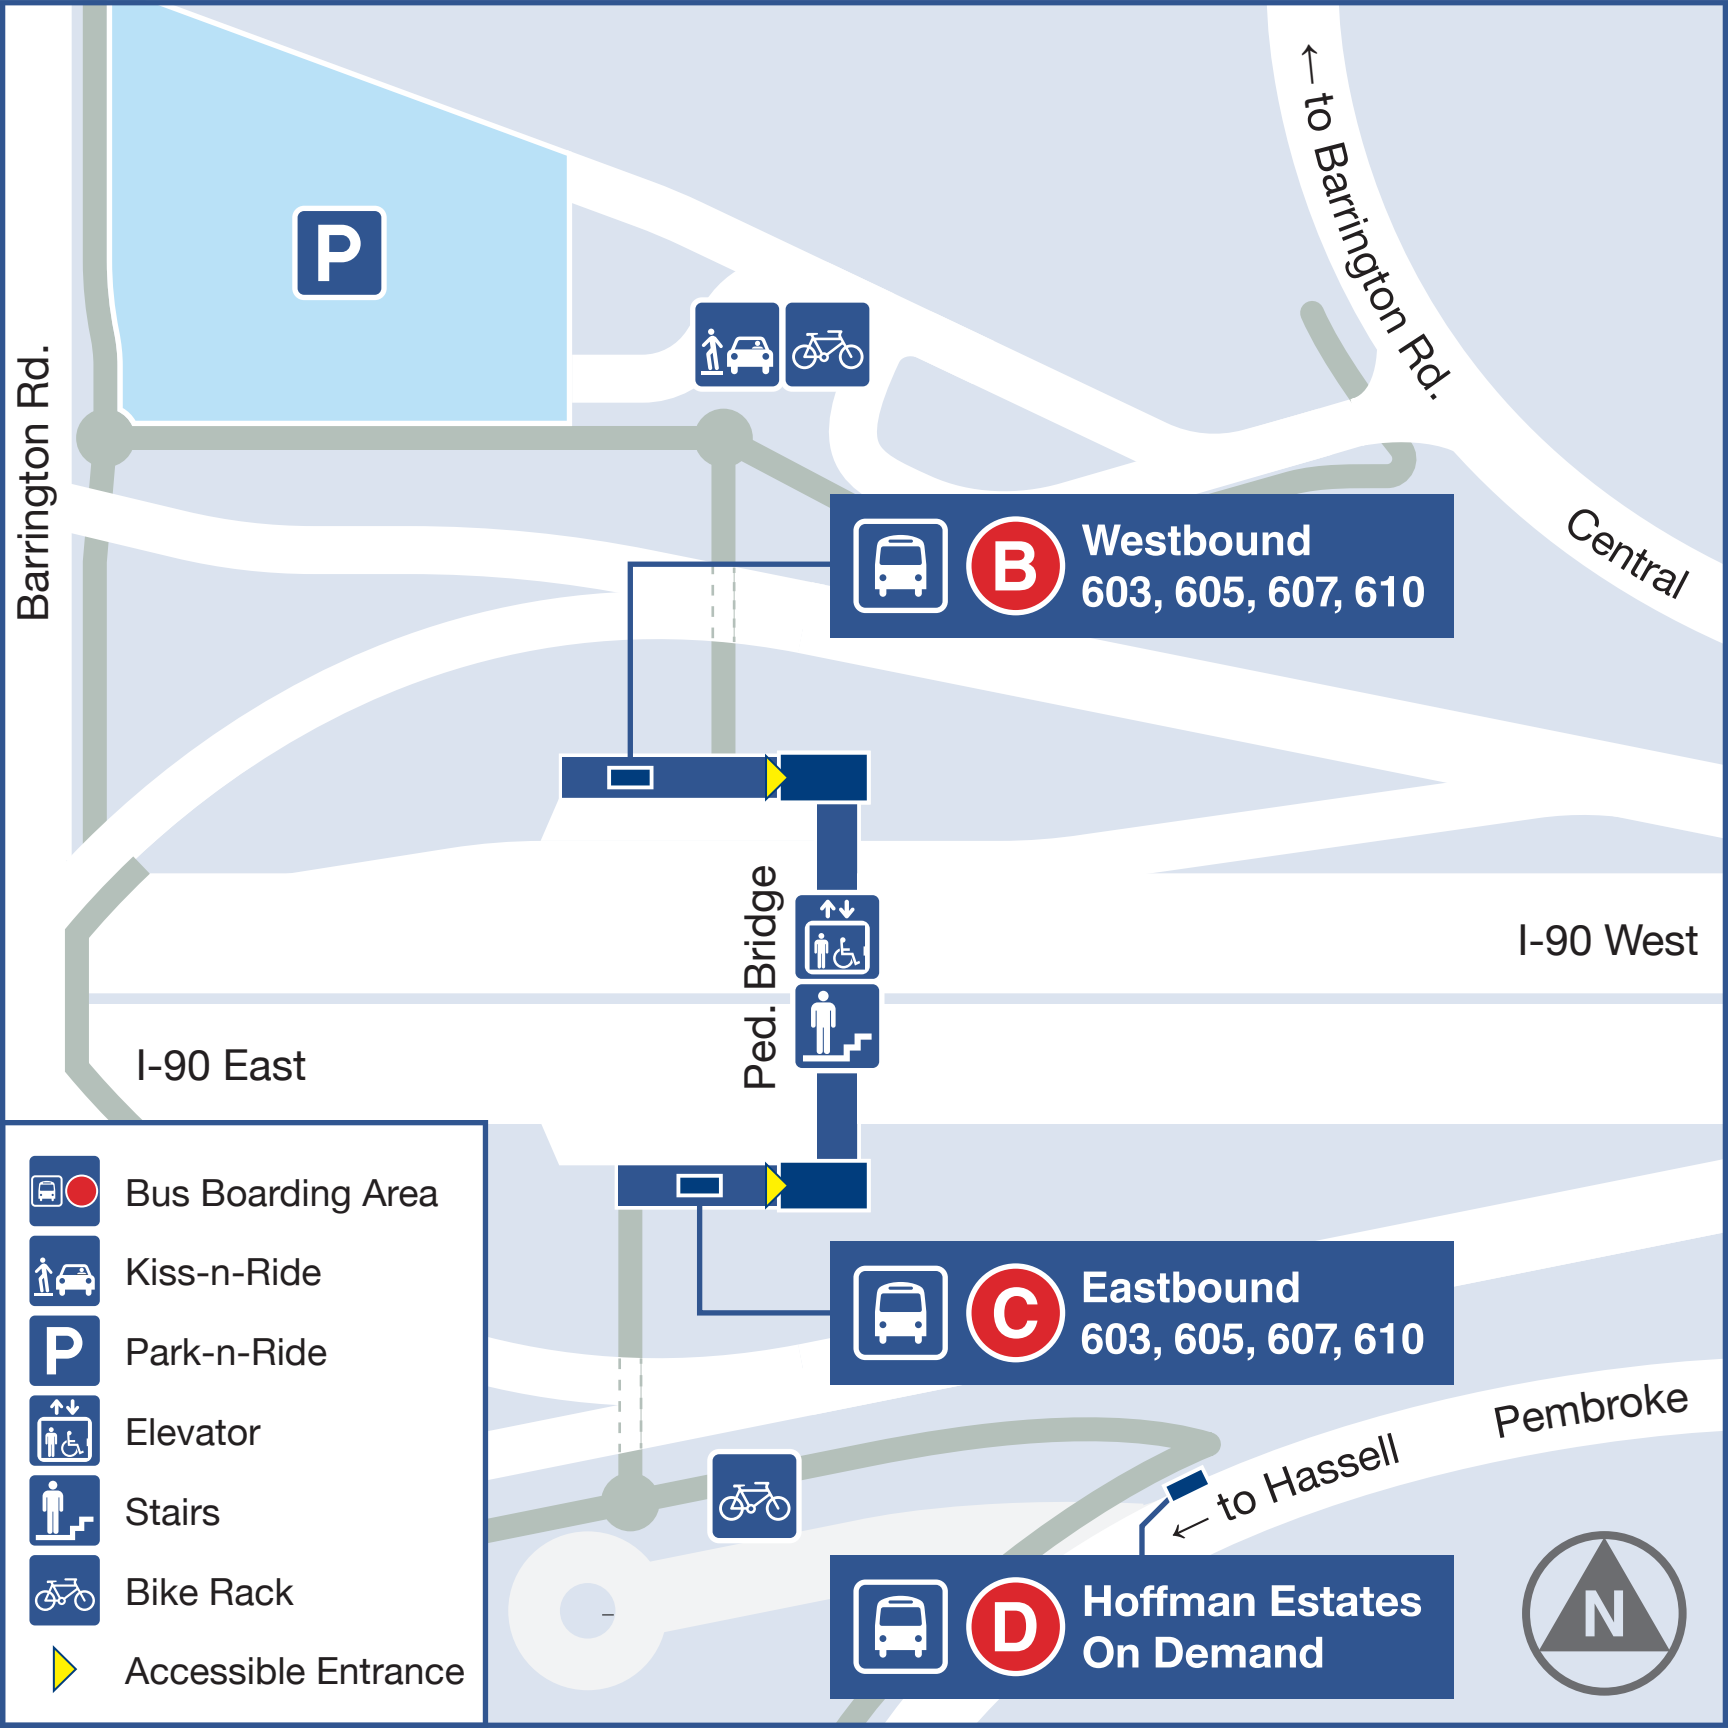 ← to Barrington Rd.
P
Barrington Rd.
Central
B
Westbound
603, 605, 607, 610
Ped. Bridge
I-90 West
I-90 East
C
Eastbound
603, 605, 607, 610
Pembroke
← to Hassell
D
Hoffman Estates
On Demand
N
Bus Boarding Area
Kiss-n-Ride
P
Park-n-Ride
Elevator
Stairs
Bike Rack
Accessible Entrance